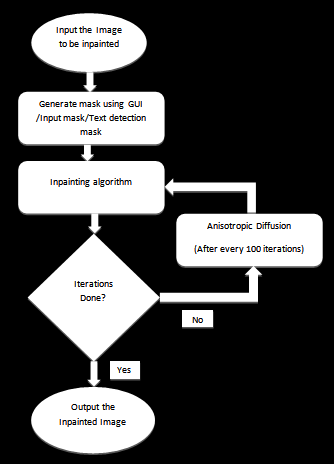 Input the Image
to be inpainted
Generate mask using GUI
/Input mask/Text detection
mask
Inpainting algorithm
Anisotropic Diffusion
(After every 100 iterations)
Iterations
Done?
No
Yes
Output the
Inpainted Image